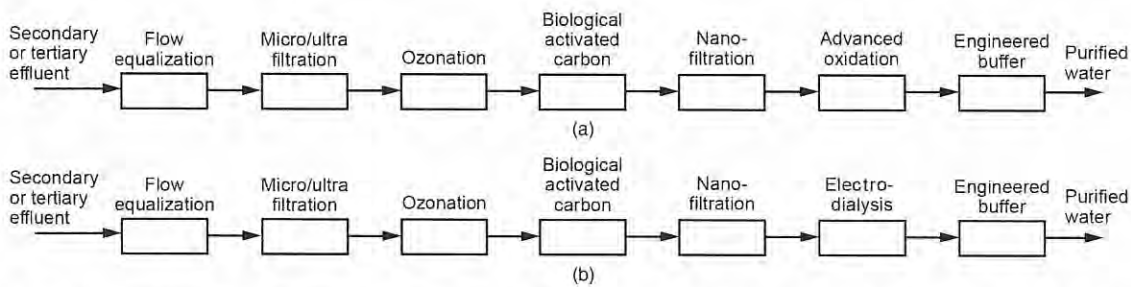 Secondary
or tertiary
effluent
Flow
equalization
Micro/ultra
filtration
Ozonation
Biological
activated
carbon
Nano-
filtration
Advanced
oxidation
Engineered
buffer
Purified
water
(a)
Secondary
or tertiary
effluent
Flow
equalization
Micro/ultra
filtration
Ozonation
Biological
activated
carbon
Nano-
filtration
Electro-
dialysis
Engineered
buffer
Purified
water
(b)